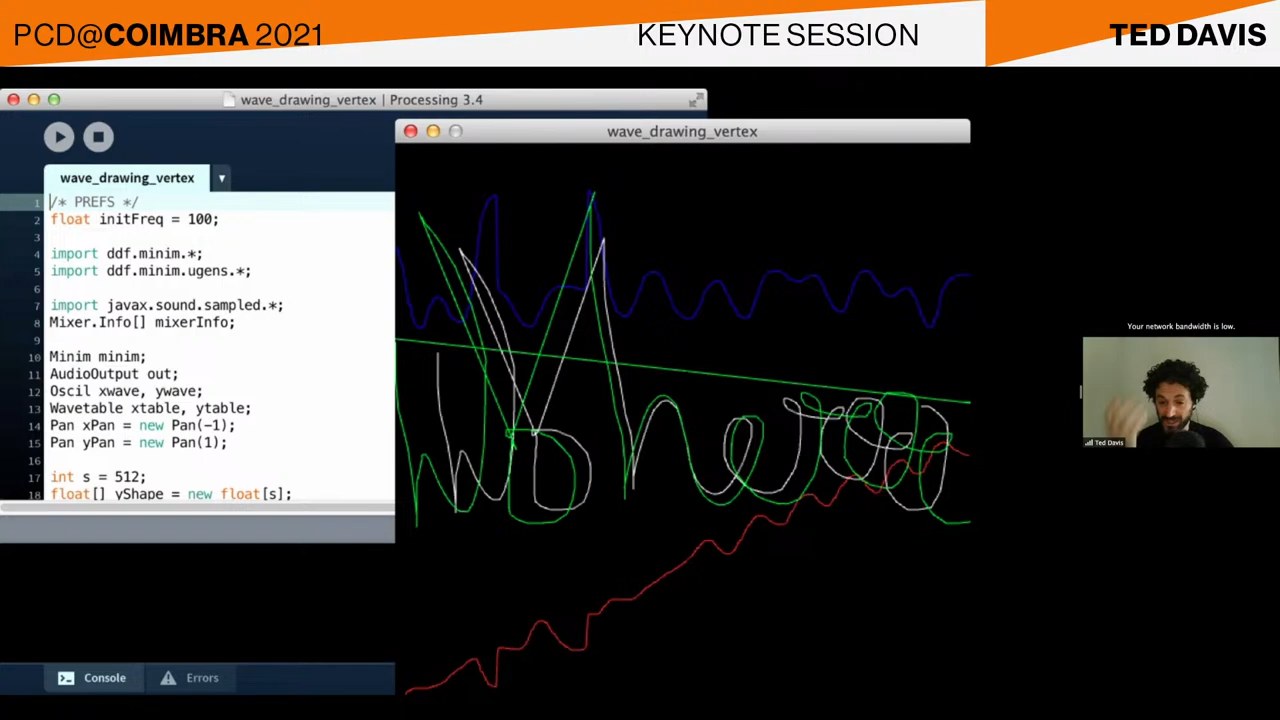 PCD@COIMBRA 2021
KEYNOTE SESSION
TED DAVIS
wave_drawing_vertex | Processing 3.4
wave_drawing_vertex
wave_drawing_vertex
1 /* PREFS */
2 float initFreq = 100;
3
4 import ddf.minim.*;
5 import ddf.minim.ugens.*;
6
7 import javax.sound.sampled.*;
8 Mixer.Info[] mixerInfo;
9
10 Minim minim;
11 AudioOutput out;
12 Oscil xwave, ywave;
13 Wavetable xtable, ytable;
14 Pan xPan = new Pan(-1);
15 Pan yPan = new Pan(1);
16
17 int s = 512;
18 float[] yShape = new float[s];
Console
Errors
Your network bandwidth is low.
Ted Davis